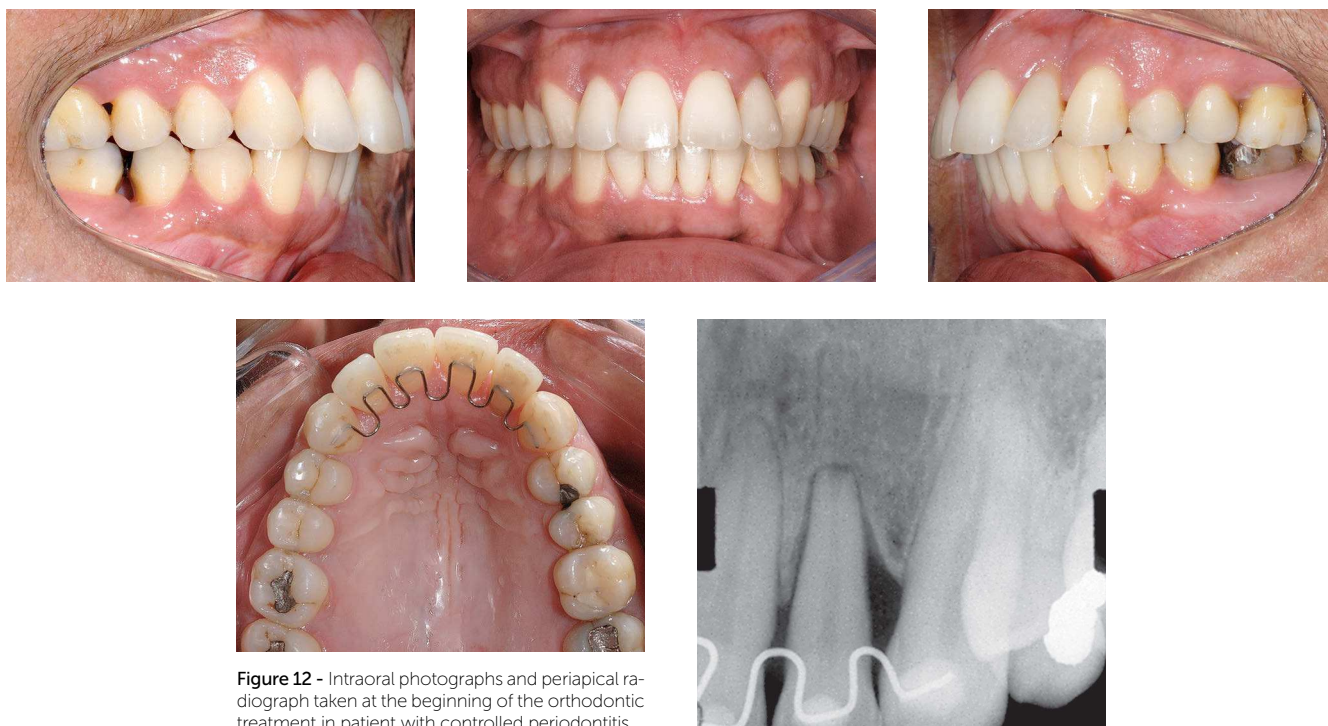 Figure 12 - Intraoral photographs and periapical ra-
diograph taken at the beginning of the orthodontic
treatment in patient with controlled periodontitis.